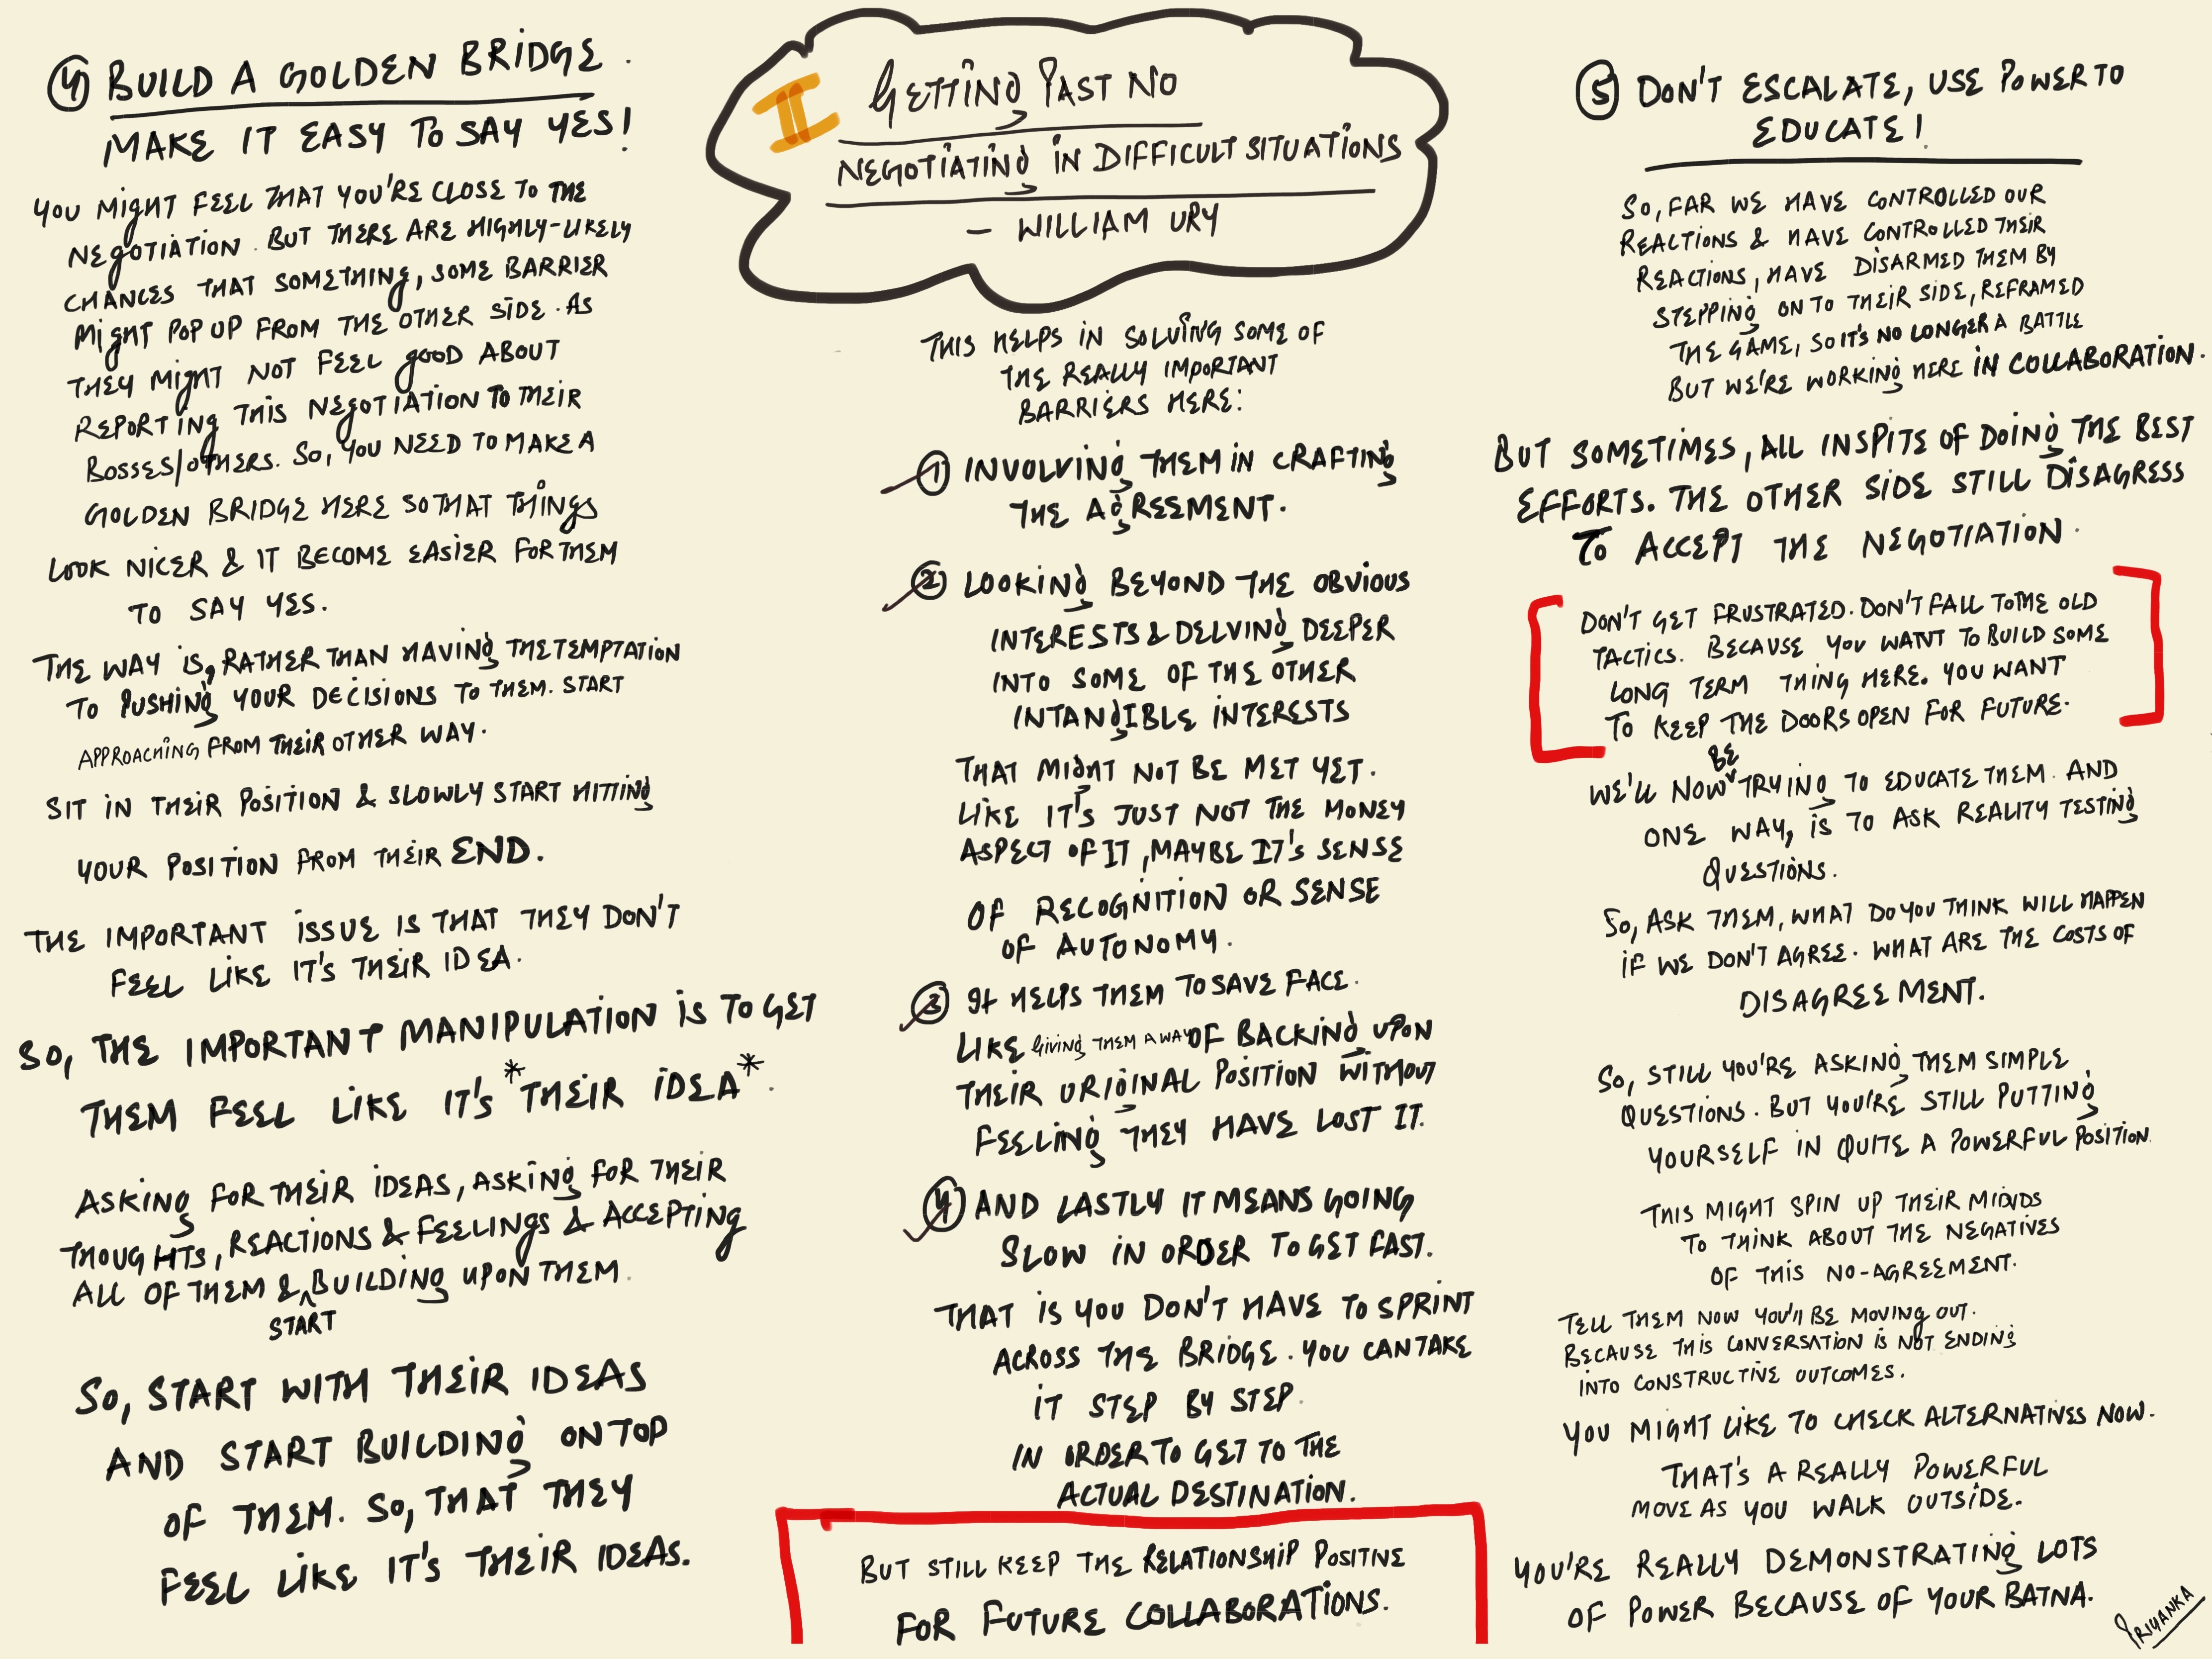 II
GETTING PAST NO
NEGOTIATING IN DIFFICULT SITUATIONS
- WILLIAM URY
④ BUILD A GOLDEN BRIDGE.
MAKE IT EASY TO SAY YES!
YOU MIGHT FEEL THAT YOU'RE CLOSE TO THE
NEGOTIATION. BUT THERE ARE HIGHLY-LIKELY
CHANCES THAT SOMETHING, SOME BARRIER
MIGHT POP UP FROM THE OTHER SIDE. AS
THEY MIGHT NOT FEEL GOOD ABOUT
REPORTING THIS NEGOTIATION TO THEIR
BOSSES/OTHERS. SO, YOU NEED TO MAKE A
GOLDEN BRIDGE HERE SO THAT THINGS
LOOK NICER & IT BECOME EASIER FOR THEM
TO SAY YES.
THE WAY IS, RATHER THAN HAVING THE TEMPTATION
TO PUSHING YOUR DECISIONS TO THEM. START
APPROACHING FROM THEIR OTHER WAY.
SIT IN THEIR POSITION & SLOWLY START HITTING
YOUR POSITION FROM THEIR END.
THE IMPORTANT ISSUE IS THAT THEY DON'T
FEEL LIKE IT'S THEIR IDEA.
SO, THE IMPORTANT MANIPULATION IS TO GET
THEM FEEL LIKE IT'S *THEIR IDEA*.
ASKING FOR THEIR IDEAS, ASKING FOR THEIR
THOUGHTS, REACTIONS & FEELINGS & ACCEPTING
ALL OF THEM & START BUILDING UPON THEM.
SO, START WITH THEIR IDEAS
AND START BUILDING ON TOP
OF THEM. SO, THAT THEY
FEEL LIKE IT'S THEIR IDEAS.
THIS HELPS IN SOLVING SOME OF
THE REALLY IMPORTANT
BARRIERS HERE:
① INVOLVING THEM IN CRAFTING
THE AGREEMENT.
② LOOKING BEYOND THE OBVIOUS
INTERESTS & DELVING DEEPER
INTO SOME OF THE OTHER
INTANGIBLE INTERESTS
THAT MIGHT NOT BE MET YET.
LIKE IT'S JUST NOT THE MONEY
ASPECT OF IT, MAYBE IT'S SENSE
OF RECOGNITION OR SENSE
OF AUTONOMY.
③ It HELPS THEM TO SAVE FACE.
LIKE GIVING THEM A WAY OF BACKING UPON
THEIR ORIGINAL POSITION WITHOUT
FEELING THEY HAVE LOST IT.
④ AND LASTLY IT MEANS GOING
SLOW IN ORDER TO GET FAST.
THAT IS YOU DON'T HAVE TO SPRINT
ACROSS THE BRIDGE. YOU CAN TAKE
IT STEP BY STEP.
IN ORDER TO GET TO THE
ACTUAL DESTINATION.
BUT STILL KEEP THE RELATIONSHIP POSITIVE
FOR FUTURE COLLABORATIONS.
⑤ DON'T ESCALATE, USE POWER TO
EDUCATE!
SO, FAR WE HAVE CONTROLLED OUR
REACTIONS & HAVE CONTROLLED THEIR
REACTIONS, HAVE DISARMED THEM BY
STEPPING ON TO THEIR SIDE, REFRAMED
THE GAME, SO IT'S NO LONGER A BATTLE
BUT WE'RE WORKING HERE IN COLLABORATION.
BUT SOMETIMES, ALL INSPITE OF DOING THE BEST
EFFORTS. THE OTHER SIDE STILL DISAGRESS
TO ACCEPT THE NEGOTIATION.
DON'T GET FRUSTRATED. DON'T FALL TO THE OLD
TACTICS. BECAUSE YOU WANT TO BUILD SOME
LONG TERM THING HERE. YOU WANT
TO KEEP THE DOORS OPEN FOR FUTURE.
WE'LL NOW BE TRYING TO EDUCATE THEM. AND
ONE WAY, IS TO ASK REALITY TESTING
QUESTIONS.
SO, ASK THEM, WHAT DO YOU THINK WILL HAPPEN
IF WE DON'T AGREE. WHAT ARE THE COSTS OF
DISAGREEMENT.
SO, STILL YOU'RE ASKING THEM SIMPLE
QUESTIONS. BUT YOU'RE STILL PUTTING
YOURSELF IN QUITE A POWERFUL POSITION.
THIS MIGHT SPIN UP THEIR MINDS
TO THINK ABOUT THE NEGATIVES
OF THIS NO-AGREEMENT.
TELL THEM NOW YOU'll BE MOVING OUT.
BECAUSE THIS CONVERSATION IS NOT ENDING
INTO CONSTRUCTIVE OUTCOMES.
YOU MIGHT LIKE TO CHECK ALTERNATIVES NOW.
THAT'S A REALLY POWERFUL
MOVE AS YOU WALK OUTSIDE.
YOU'RE REALLY DEMONSTRATING LOTS
OF POWER BECAUSE OF YOUR BATNA.
PRIYANKA